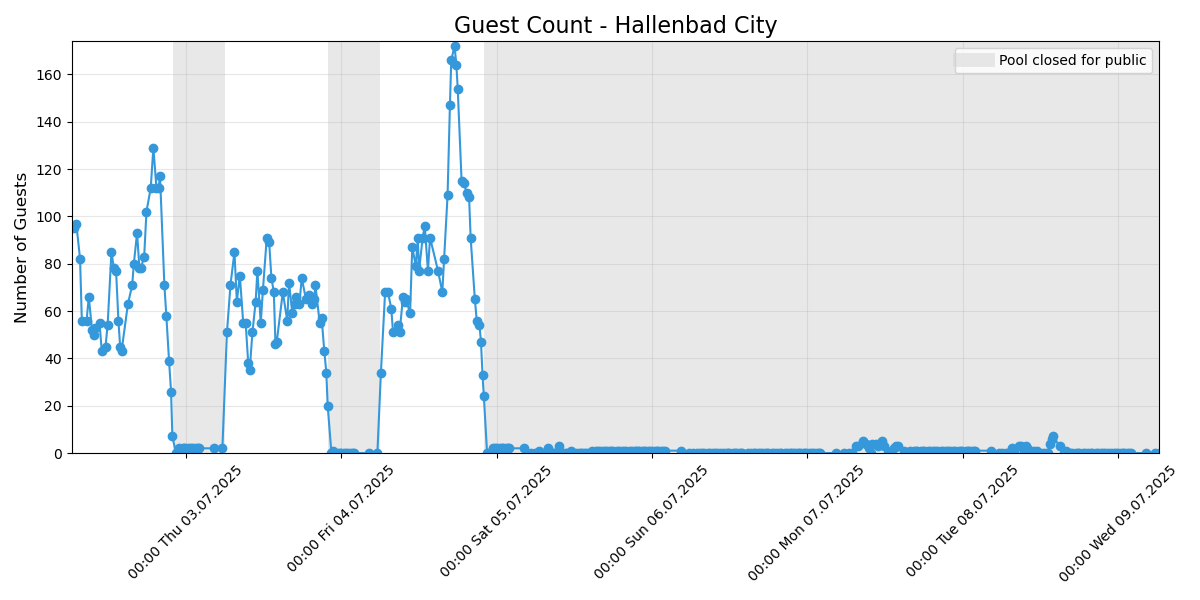 Guest Count - Hallenbad City
Pool closed for public
Number of Guests
160
140
120
100
80
60
40
20
0
00:00 Thu 03.07.2025
00:00 Fri 04.07.2025
00:00 Sat 05.07.2025
00:00 Sun 06.07.2025
00:00 Mon 07.07.2025
00:00 Tue 08.07.2025
00:00 Wed 09.07.2025